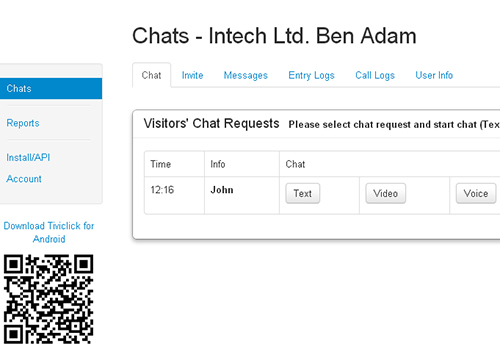 Chats - Intech Ltd. Ben Adam
Chat Invite Messages Entry Logs Call Logs User Info
Chats
Reports
Install/API
Account
Download Tiviclick for
Android
Visitors' Chat Requests Please select chat request and start chat (Tex
Time Info Chat
12:16 John Text Video Voice